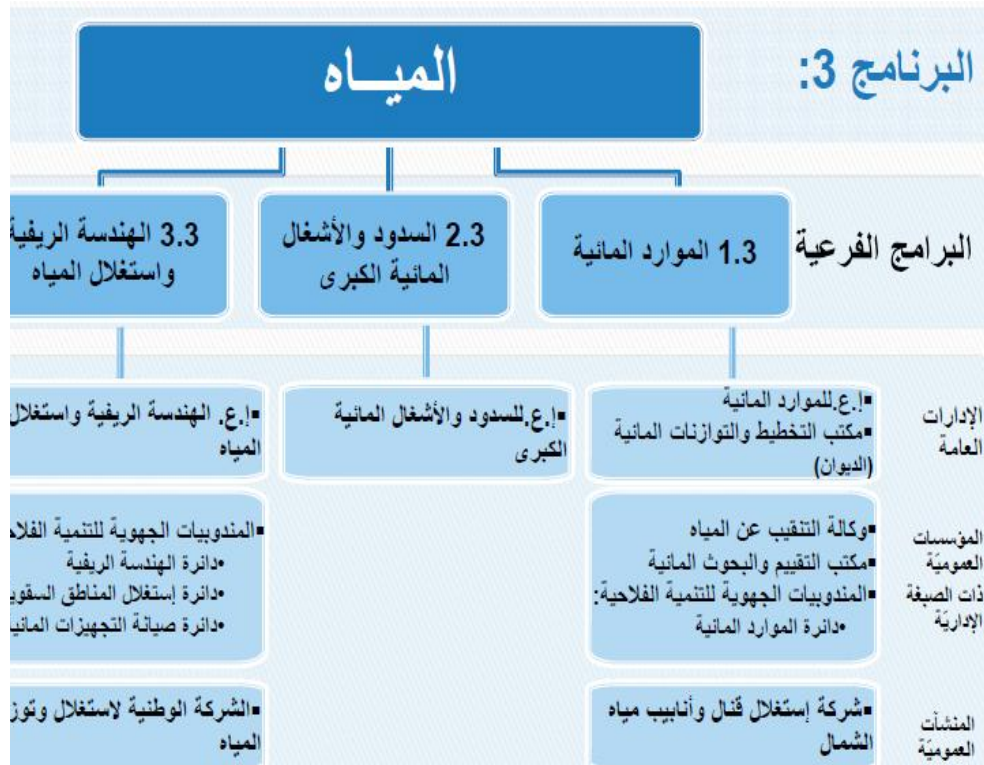 البرنامج 3:
الميـــاه
البرامج الفرعية
1.3 الموارد المائية
2.3 السدود والأشغال
المائية الكبرى
3.3 الهندسة الريفية
واستغلال المياه
الإدارات
العامة
▪إ.ع.للموارد المائية
▪مكتب التخطيط والتوازنات المائية
(الديوان)
▪إ.ع.للسدود والأشغال المائية
الكبرى
▪إ.ع. الهندسة الريفية واستغلال
المياه
المؤسسات
العموميّة
ذات الصبغة
الإداريّة
▪وكالة التنقيب عن المياه
▪مكتب التقييم والبحوث المائية
▪المندوبيات الجهوية للتنمية الفلاحية:
•دائرة الموارد المائية
▪المندوبيات الجهوية للتنمية
•دائرة الهندسة الريفية
•دائرة إستغلال المناطق
•دائرة صيانة التجهيزات
المنشآت
العموميّة
▪شركة إستغلال قنال وأنابيب مياه
الشمال
▪الشركة الوطنية لاستغلال
المياه